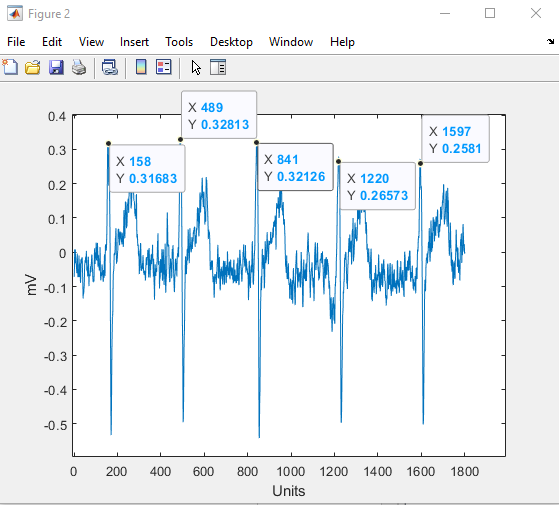 Figure 2
File Edit View Insert Tools Desktop Window Help
X 489
Y 0.32813
X 1597
Y 0.2581
X 158
Y 0.31683
X 841
Y 0.32126
X 1220
Y 0.26573
0.4
0.3
0.2
0.1
0
-0.1
-0.2
-0.3
-0.4
-0.5
mV
0 200 400 600 800 1000 1200 1400 1600 1800
Units